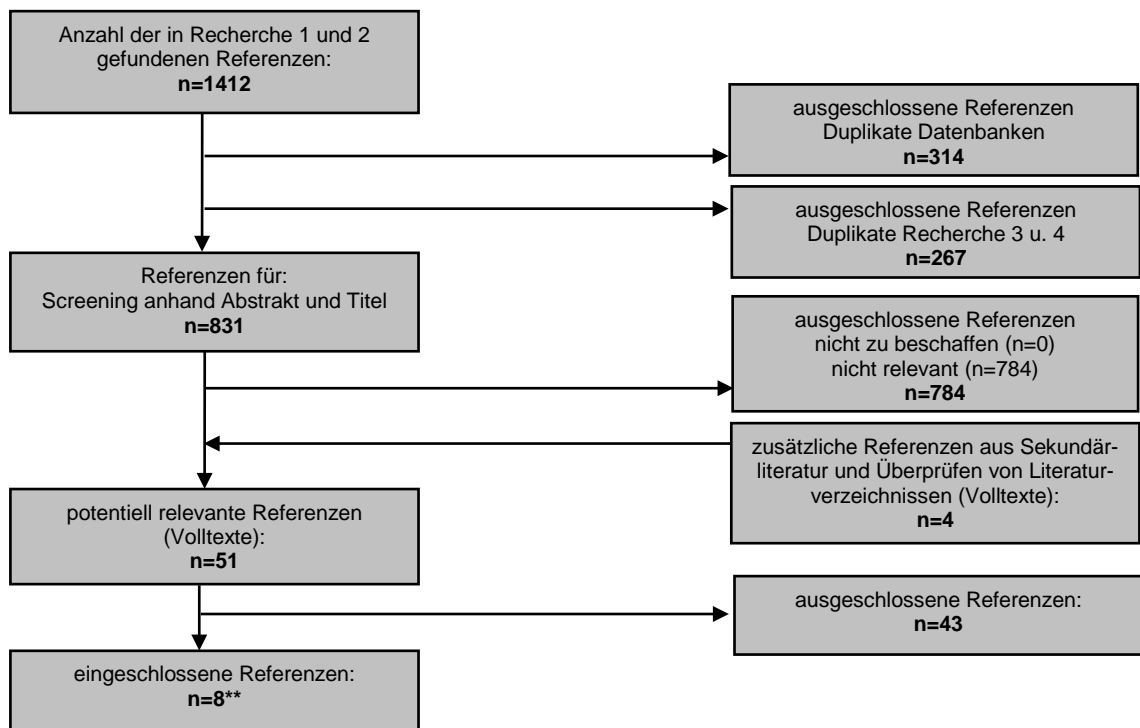 Anzahl der in Recherche 1 und 2
gefundenen Referenzen:
n=1412
ausgeschlossene Referenzen
Duplikate Datenbanken
n=314
ausgeschlossene Referenzen
Duplikate Recherche 3 u. 4
n=267
Referenzen für:
Screening anhand Abstrakt und Titel
n=831
ausgeschlossene Referenzen
nicht zu beschaffen (n=0)
nicht relevant (n=784)
n=784
zusätzliche Referenzen aus Sekundär-
literatur und Überprüfen von Literatur-
verzeichnissen (Volltexte):
n=4
potentiell relevante Referenzen
(Volltexte):
n=51
ausgeschlossene Referenzen:
n=43
eingeschlossene Referenzen:
n=8**